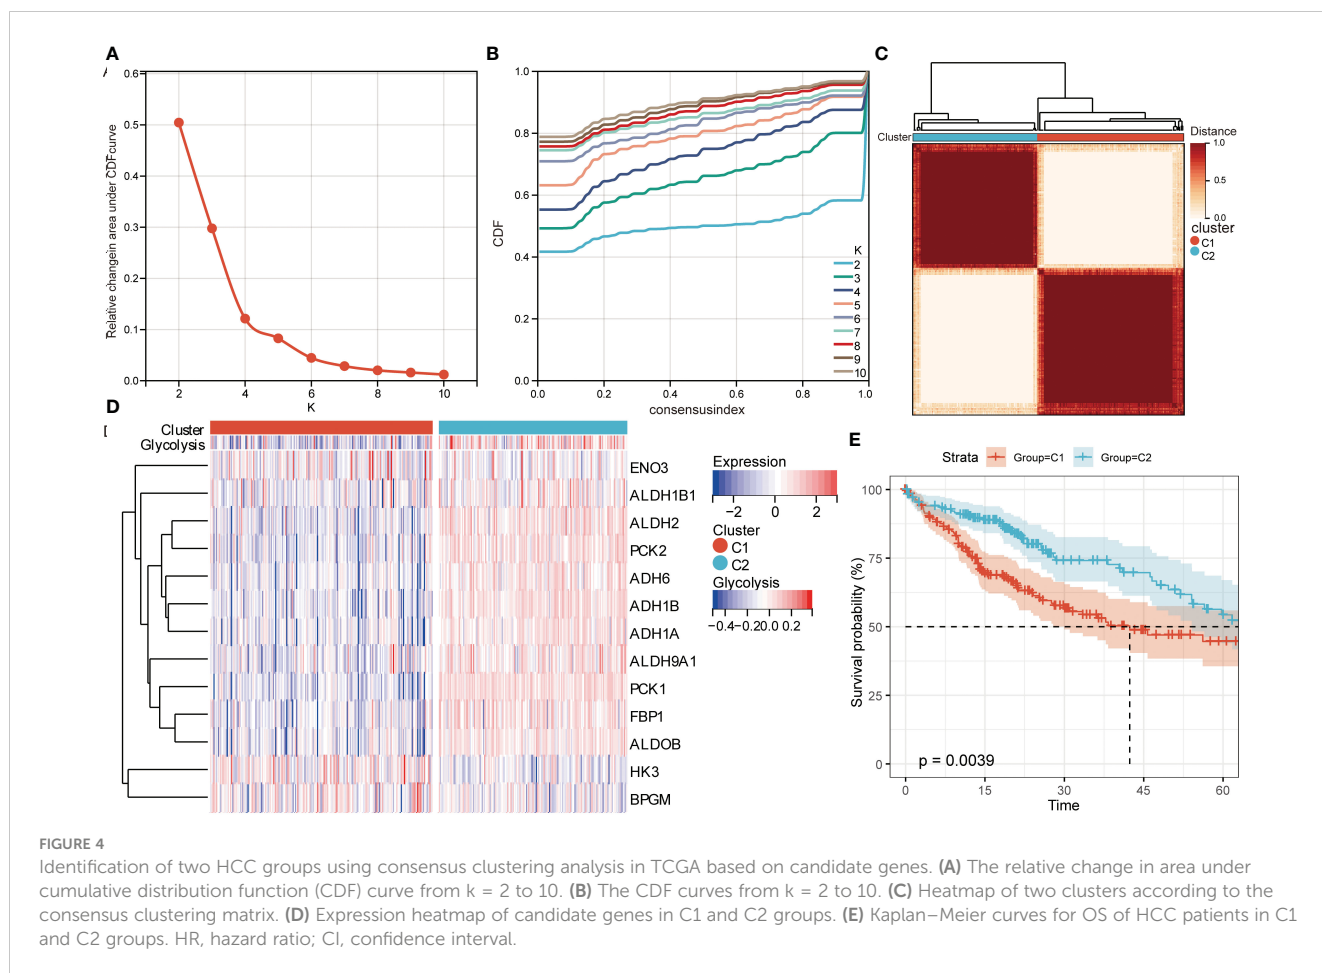 A
Relative changein area under CDFcurve
0.6
0.5
0.4
0.3
0.2
0.1
0.0
2 4 6 8 10
K
B
CDF
1.0
0.8
0.6
0.4
0.2
0.0
0.0 0.2 0.4 0.6 0.8 1.0
consensusindex
K
2
3
4
5
6
7
8
9
10
C
Cluster
Distance
1.0
0.5
0.0
cluster
C1
C2
D
Cluster
Glycolysis
ENO3
ALDH1B1
ALDH2
PCK2
ADH6
ADH1B
ADH1A
ALDH9A1
PCK1
FBP1
ALDOB
HK3
BPGM
Expression
−2 0 2
Cluster
C1
C2
Glycolysis
−0.4−0.20.0 0.2
E
Strata Group=C1 Group=C2
Survival probability (%)
100
75
50
25
0
p = 0.0039
0 15 30 45 60
Time
FIGURE 4
Identification of two HCC groups using consensus clustering analysis in TCGA based on candidate genes. (A) The relative change in area under
cumulative distribution function (CDF) curve from k = 2 to 10. (B) The CDF curves from k = 2 to 10. (C) Heatmap of two clusters according to the
consensus clustering matrix. (D) Expression heatmap of candidate genes in C1 and C2 groups. (E) Kaplan–Meier curves for OS of HCC patients in C1
and C2 groups. HR, hazard ratio; CI, confidence interval.